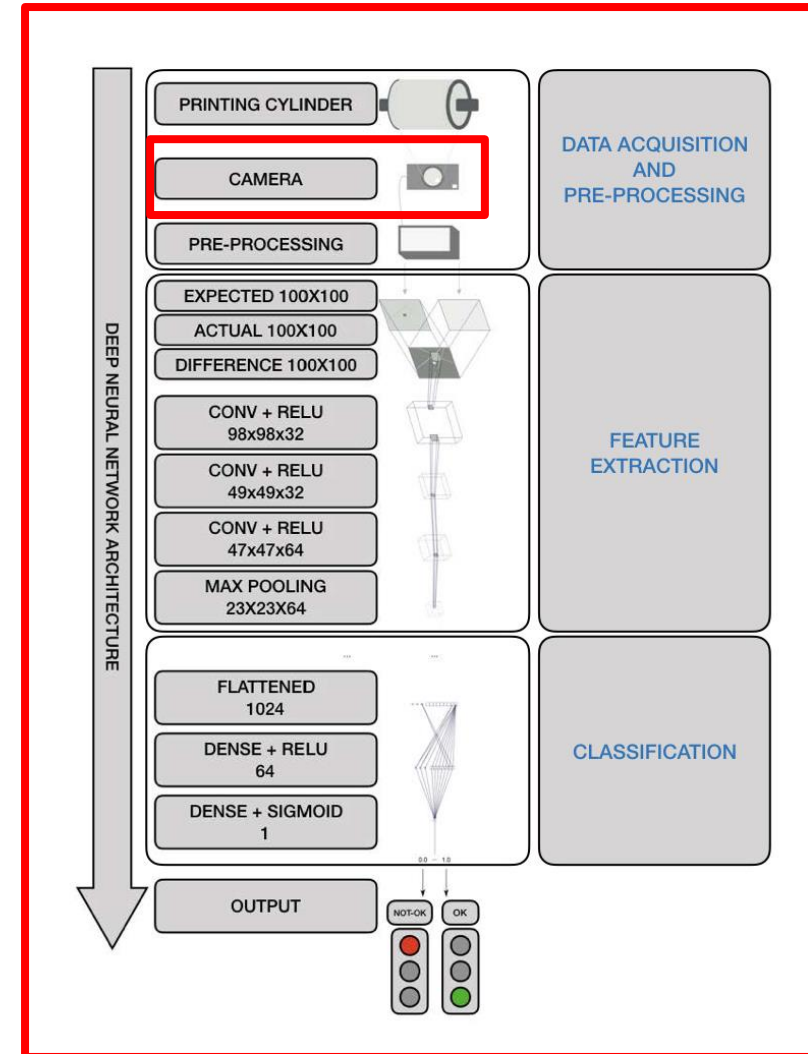 PRINTING CYLINDER
CAMERA
PRE-PROCESSING
DATA ACQUISITION
AND
PRE-PROCESSING
DEEP NEURAL NETWORK ARCHITECTURE
EXPECTED 100X100
ACTUAL 100X100
DIFFERENCE 100X100
CONV + RELU
98x98x32
CONV + RELU
49x49x32
CONV + RELU
47x47x64
MAX POOLING
23X23X64
FEATURE
EXTRACTION
... ...
FLATTENED
1024
DENSE + RELU
64
DENSE + SIGMOID
1
CLASSIFICATION
0.0 – 1.0
OUTPUT
NOT-OK OK